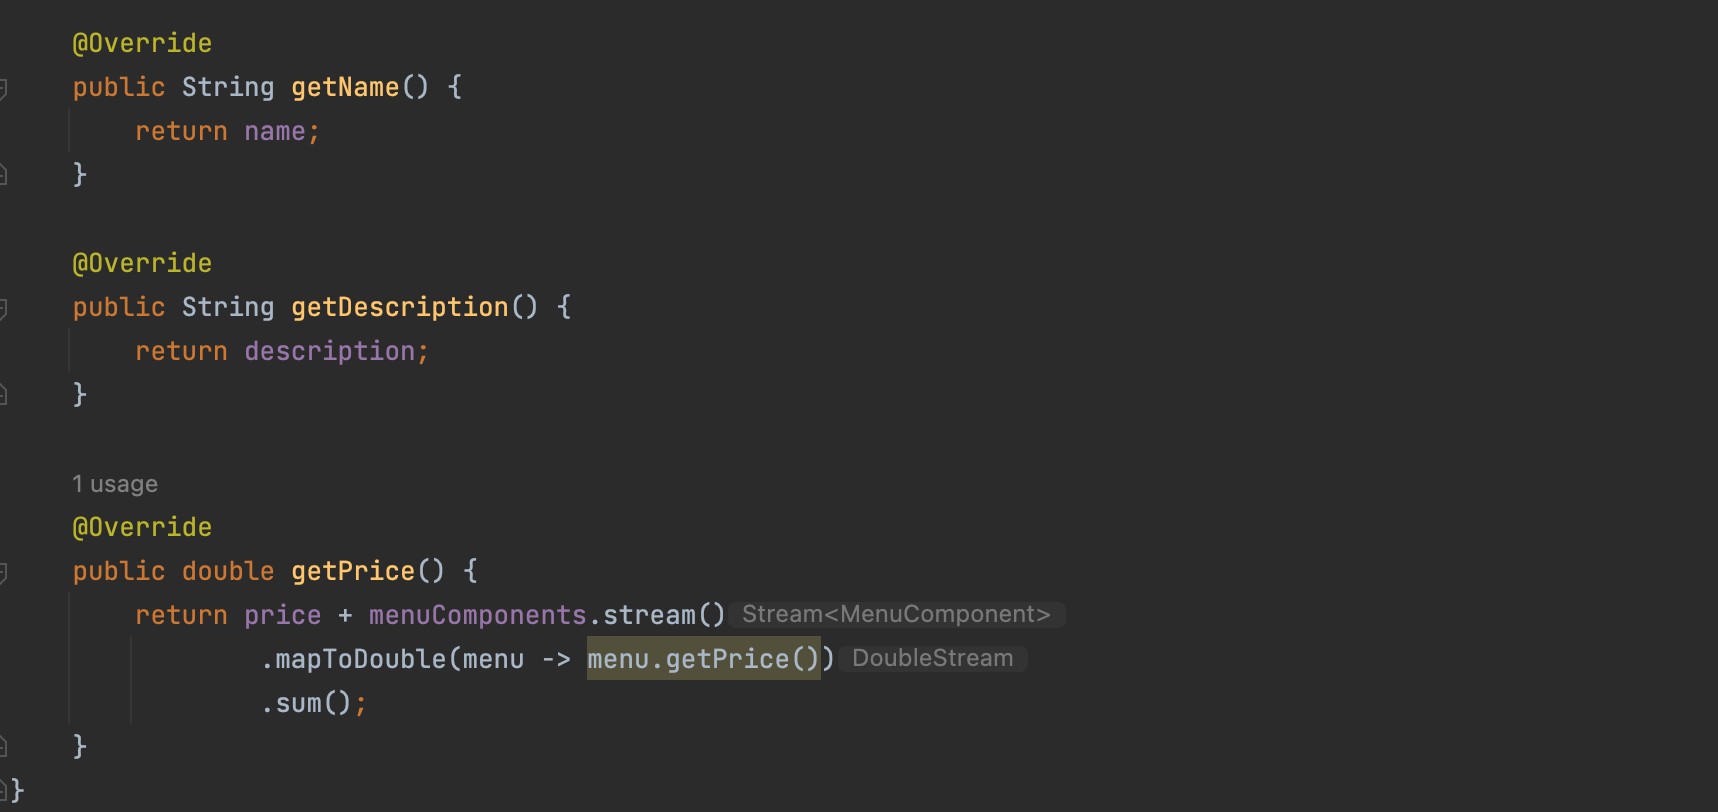 @Override
public String getName() {
return name;
}
@Override
public String getDescription() {
return description;
}
1 usage
@Override
public double getPrice() {
return price + menuComponents.stream() Stream<MenuComponent>
.mapToDouble(menu -> menu.getPrice()) DoubleStream
.sum();
}
}